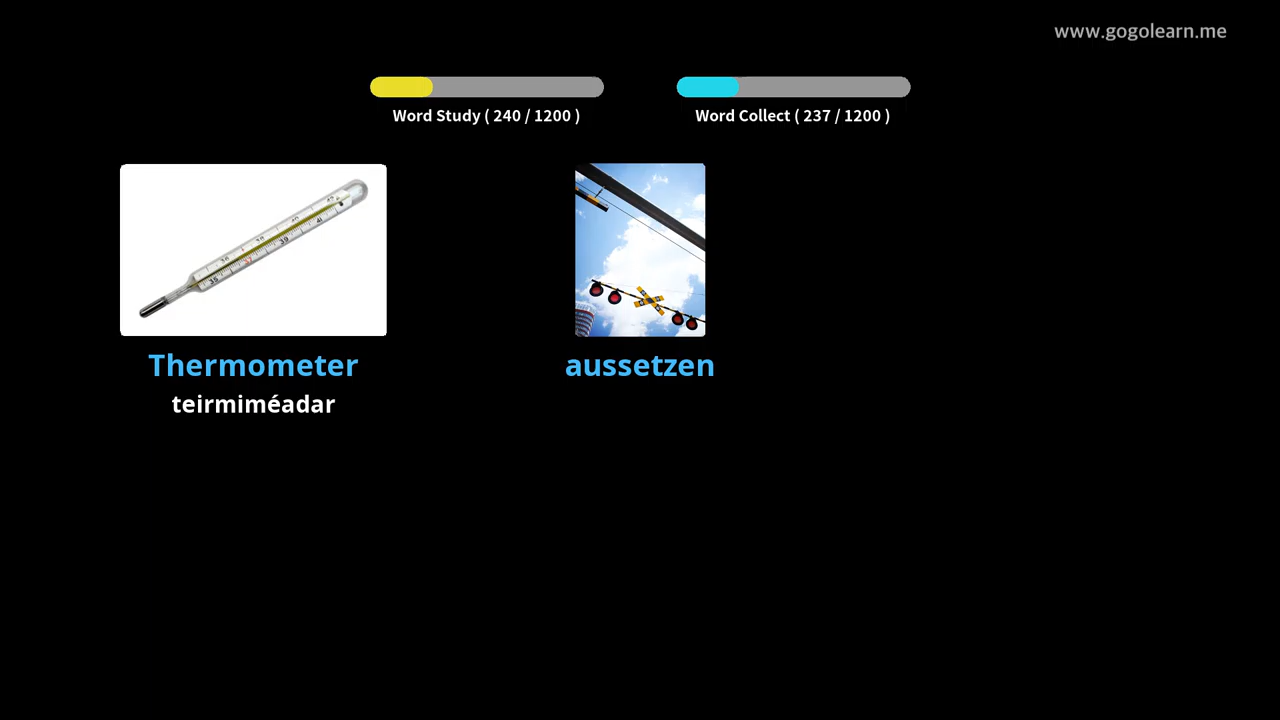 www.gogolearn.me
Word Study ( 240 / 1200 )
Word Collect ( 237 / 1200 )
Thermometer
teirmiméadar
aussetzen